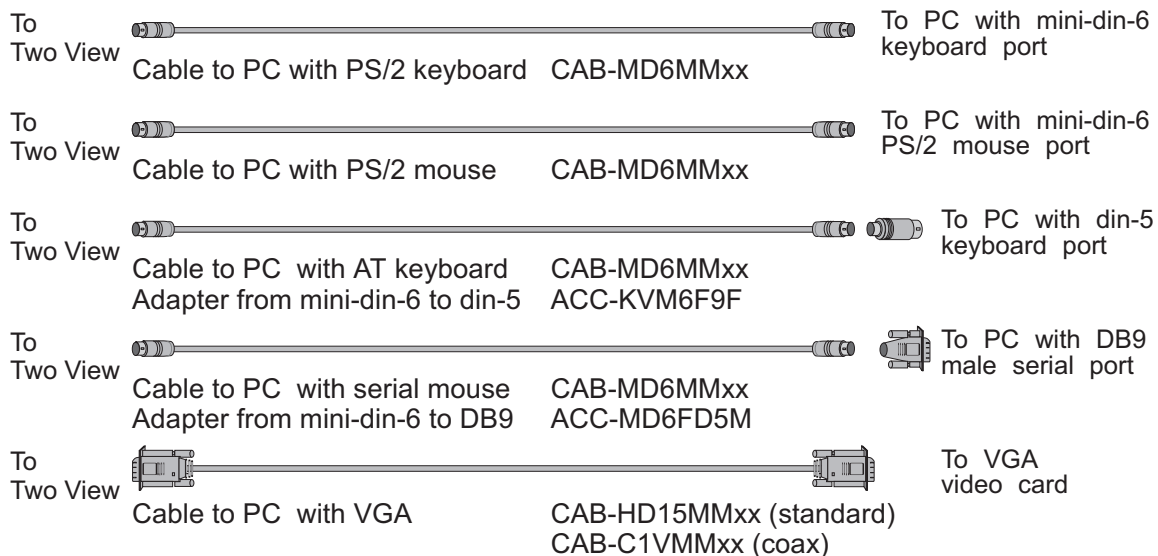 To
Two View
To PC with mini-din-6
keyboard port
Cable to PC with PS/2 keyboard CAB-MD6MMxx
To
Two View
To PC with mini-din-6
PS/2 mouse port
Cable to PC with PS/2 mouse CAB-MD6MMxx
To
Two View
To PC with din-5
keyboard port
Cable to PC with AT keyboard CAB-MD6MMxx
Adapter from mini-din-6 to din-5 ACC-KVM6F9F
To
Two View
To PC with DB9
male serial port
Cable to PC with serial mouse CAB-MD6MMxx
Adapter from mini-din-6 to DB9 ACC-MD6FD5M
To
Two View
To VGA
video card
Cable to PC with VGA CAB-HD15MMxx (standard)
CAB-C1VMMxx (coax)